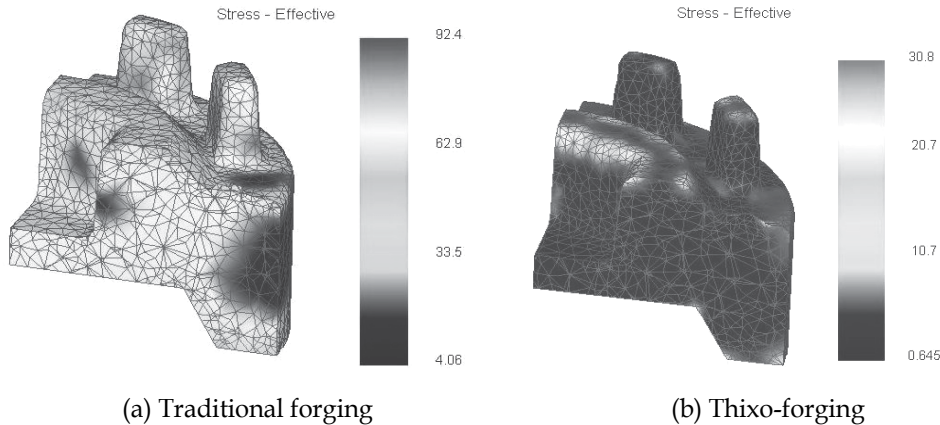 Stress - Effective
92.4
62.9
33.5
4.06
(a) Traditional forging
Stress - Effective
30.8
20.7
10.7
0.645
(b) Thixo-forging